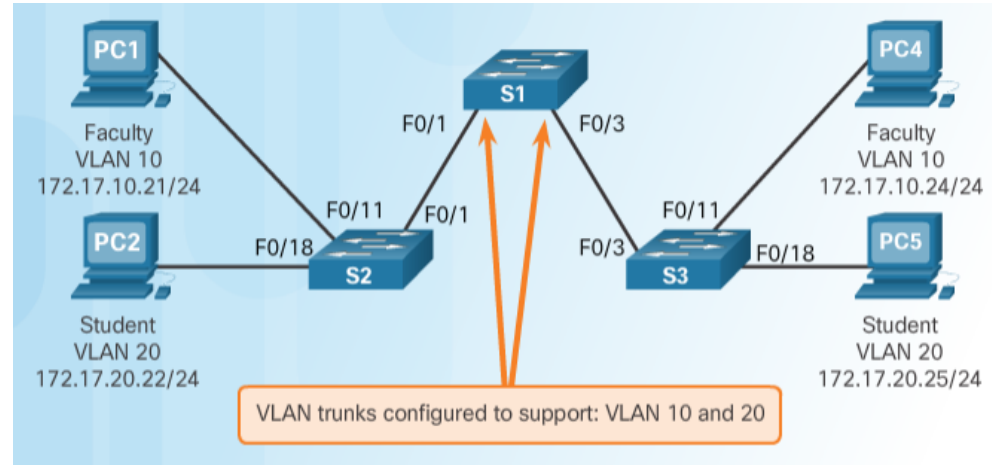 PC1
Faculty
VLAN 10
172.17.10.21/24
PC2
Student
VLAN 20
172.17.20.22/24
F0/11
F0/18
S2
F0/1
F0/1
S1
F0/3
F0/3
S3
F0/11
F0/18
PC4
Faculty
VLAN 10
172.17.10.24/24
PC5
Student
VLAN 20
172.17.20.25/24
VLAN trunks configured to support: VLAN 10 and 20